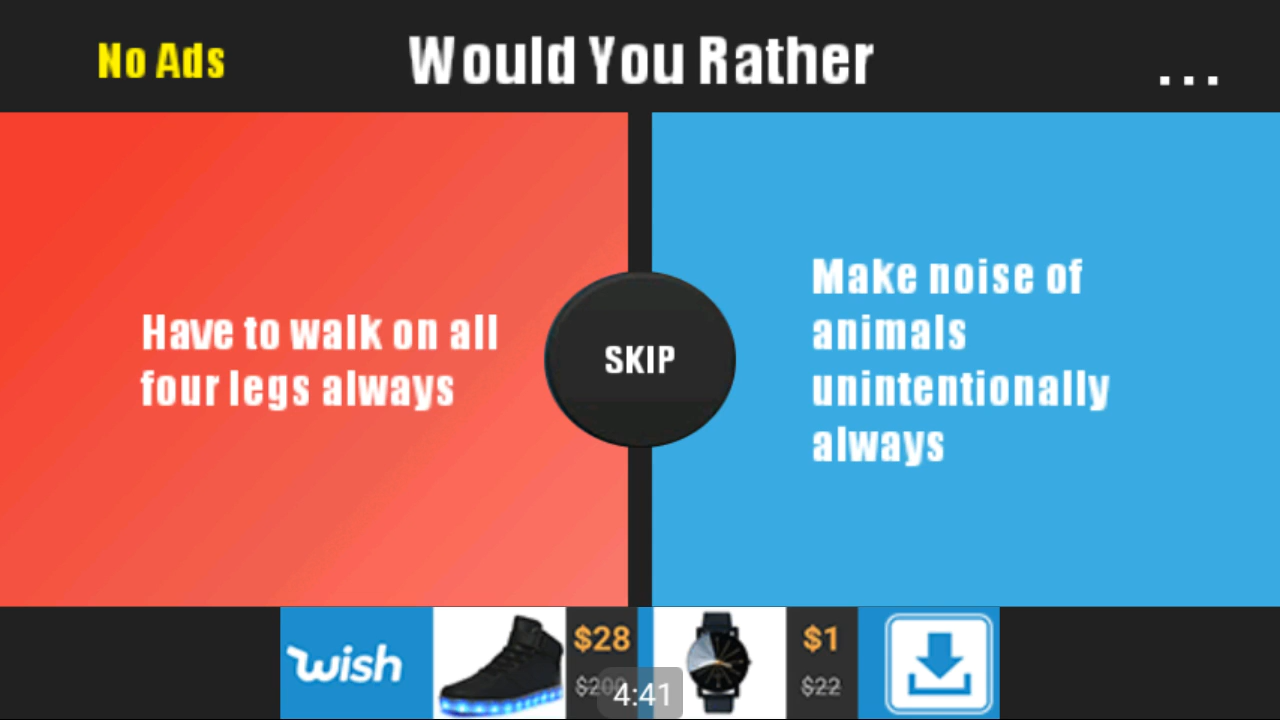 No Ads
Would You Rather
...
Have to walk on all
four legs always
SKIP
Make noise of
animals
unintentionally
always
wish
$28
$200
4:41
$1
$22